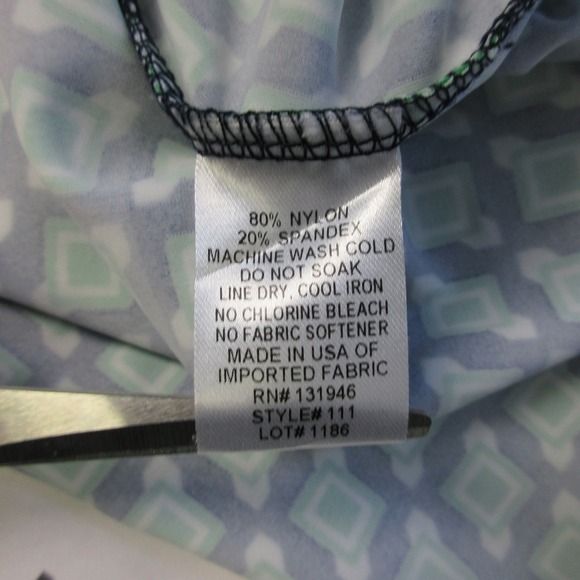 80% NYLON
20% SPANDEX
MACHINE WASH COLD
DO NOT SOAK
LINE DRY, COOL IRON
NO CHLORINE BLEACH
NO FABRIC SOFTENER
MADE IN USA OF
IMPORTED FABRIC
RN# 131946
STYLE# 111
LOT# 1186